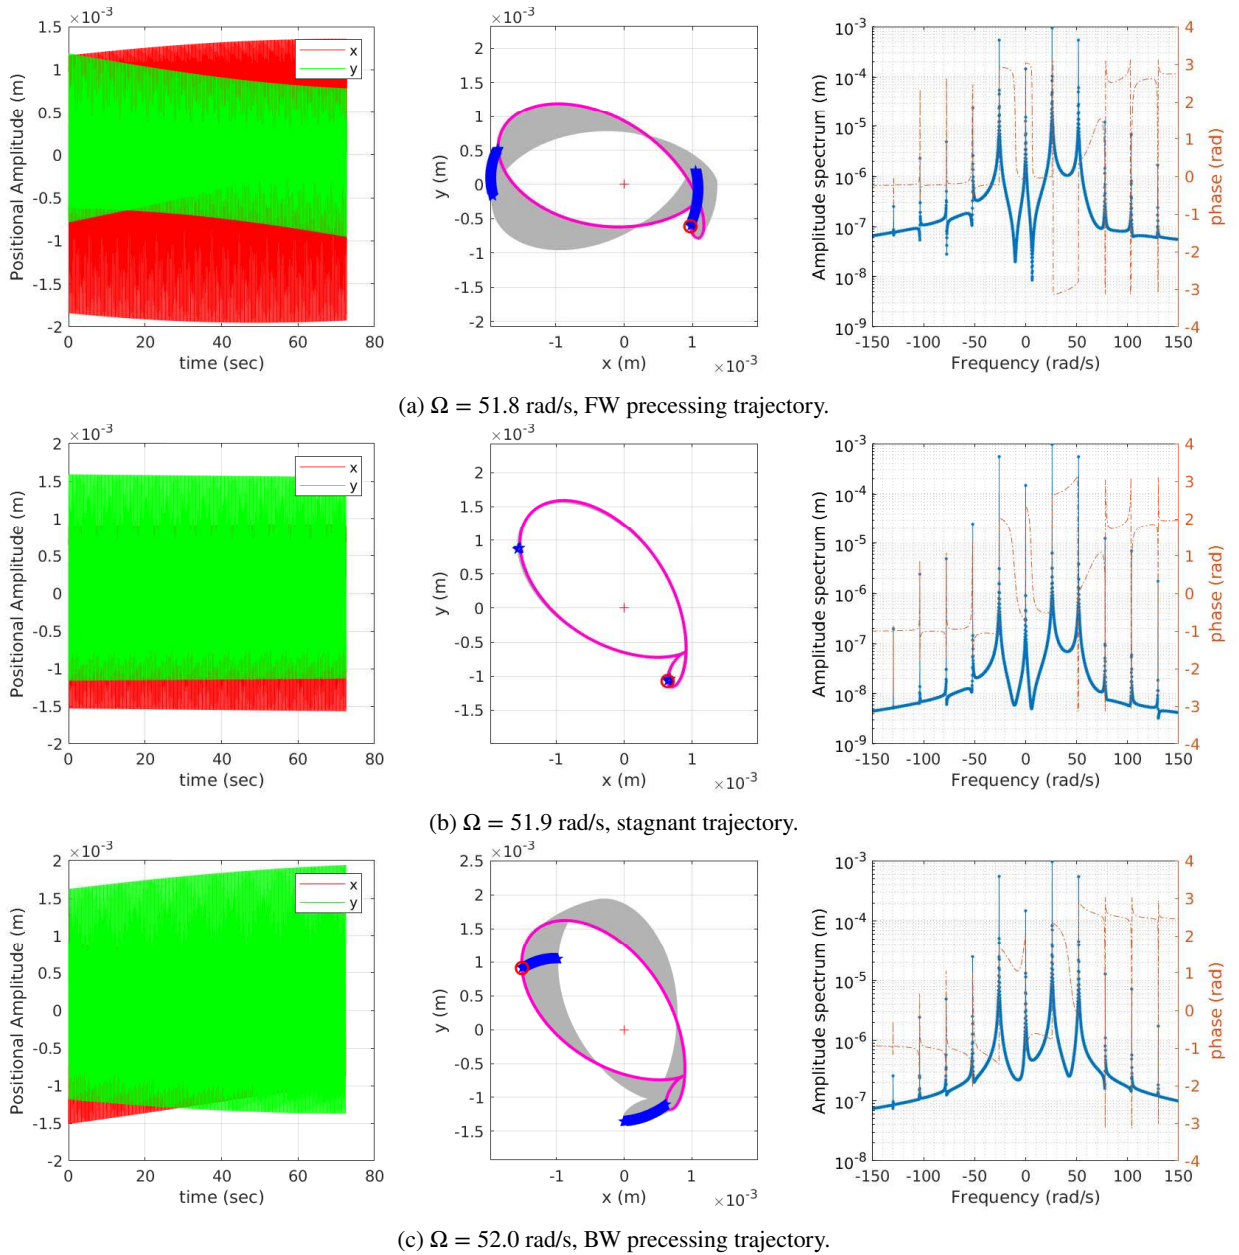 ×10⁻³
1.5
1
0.5
0
-0.5
-1
-1.5
-2
Positional Amplitude (m)
x
y
0 20 40 60 80
time (sec)
×10⁻³
2
1.5
1
0.5
0
-0.5
-1
-1.5
-2
y (m)
-1 0 1
x (m) ×10⁻³
10⁻³
10⁻⁴
10⁻⁵
10⁻⁶
10⁻⁷
10⁻⁸
10⁻⁹
Amplitude spectrum (m)
4
3
2
1
0
-1
-2
-3
-4
phase (rad)
-150 -100 -50 0 50 100 150
Frequency (rad/s)
(a) Ω = 51.8 rad/s, FW precessing trajectory.
×10⁻³
2
1.5
1
0.5
0
-0.5
-1
-1.5
-2
Positional Amplitude (m)
x
y
0 20 40 60 80
time (sec)
×10⁻³
2
1.5
1
0.5
0
-0.5
-1
-1.5
y (m)
-1 0 1
x (m) ×10⁻³
10⁻³
10⁻⁴
10⁻⁵
10⁻⁶
10⁻⁷
10⁻⁸
10⁻⁹
Amplitude spectrum (m)
4
3
2
1
0
-1
-2
-3
-4
phase (rad)
-150 -100 -50 0 50 100 150
Frequency (rad/s)
(b) Ω = 51.9 rad/s, stagnant trajectory.
×10⁻³
2
1.5
1
0.5
0
-0.5
-1
-1.5
-2
Positional Amplitude (m)
x
y
0 20 40 60 80
time (sec)
×10⁻³
2.5
2
1.5
1
0.5
0
-0.5
-1
-1.5
y (m)
-1 0 1
x (m) ×10⁻³
10⁻³
10⁻⁴
10⁻⁵
10⁻⁶
10⁻⁷
10⁻⁸
Amplitude spectrum (m)
4
3
2
1
0
-1
-2
-3
-4
phase (rad)
-150 -100 -50 0 50 100 150
Frequency (rad/s)
(c) Ω = 52.0 rad/s, BW precessing trajectory.